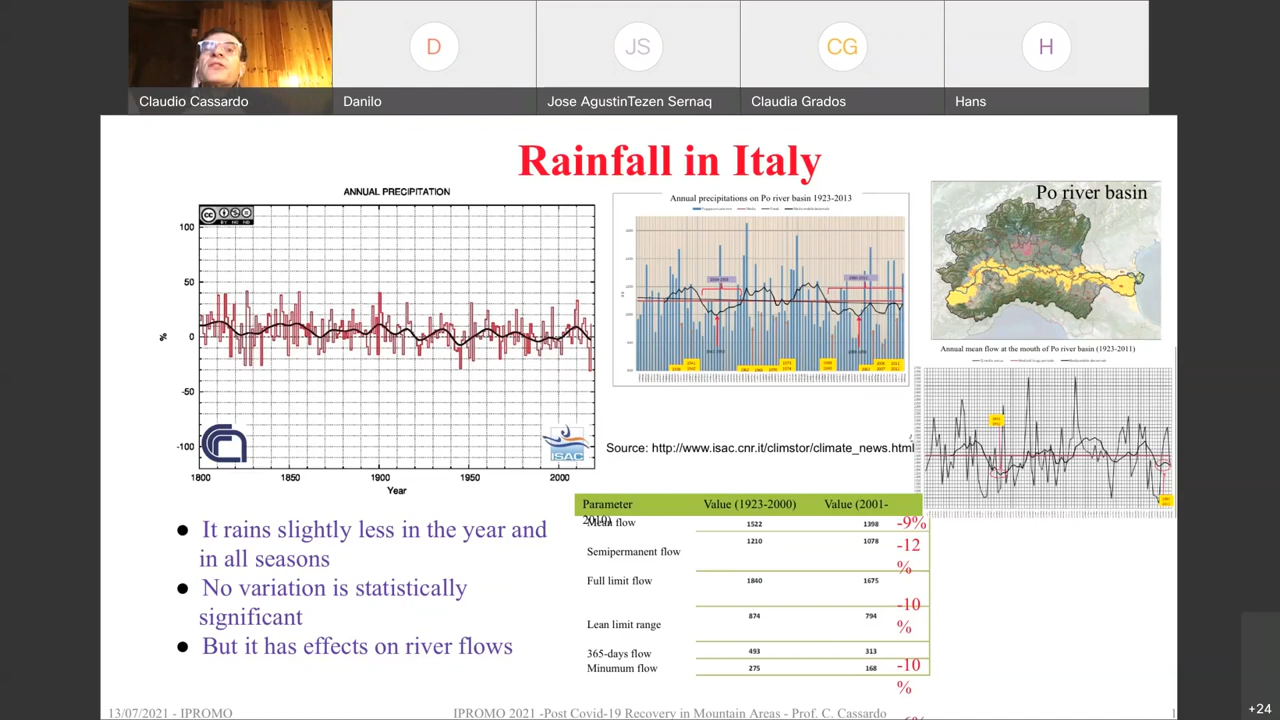 Claudio Cassardo
D
Danilo
JS
Jose AgustinTezen Sernaq
CG
Claudia Grados
H
Hans
Rainfall in Italy
ANNUAL PRECIPITATION
100
50
%
0
-50
-100
1800
1850
1900
1950
2000
Year
ISAC
Annual precipitations on Po river basin 1923-2013
Po river basin
Annual mean flow at the mouth of Po river basin (1923-2011)
Source: http://www.isac.cnr.it/climstor/climate_news.html
Parameter Value (1923-2000) Value (2001-
2010)
Mean flow 1522 1398 -9%
Semipermanent flow 1210 1078 -12
%
Full limit flow 1840 1675
-10
%
Lean limit range 874 794
365-days flow 493 313
Minumum flow 275 168 -10
%
● It rains slightly less in the year and
in all seasons
● No variation is statistically
significant
● But it has effects on river flows
13/07/2021 - IPROMO
IPROMO 2021 -Post Covid-19 Recovery in Mountain Areas - Prof. C. Cassardo
1
+24